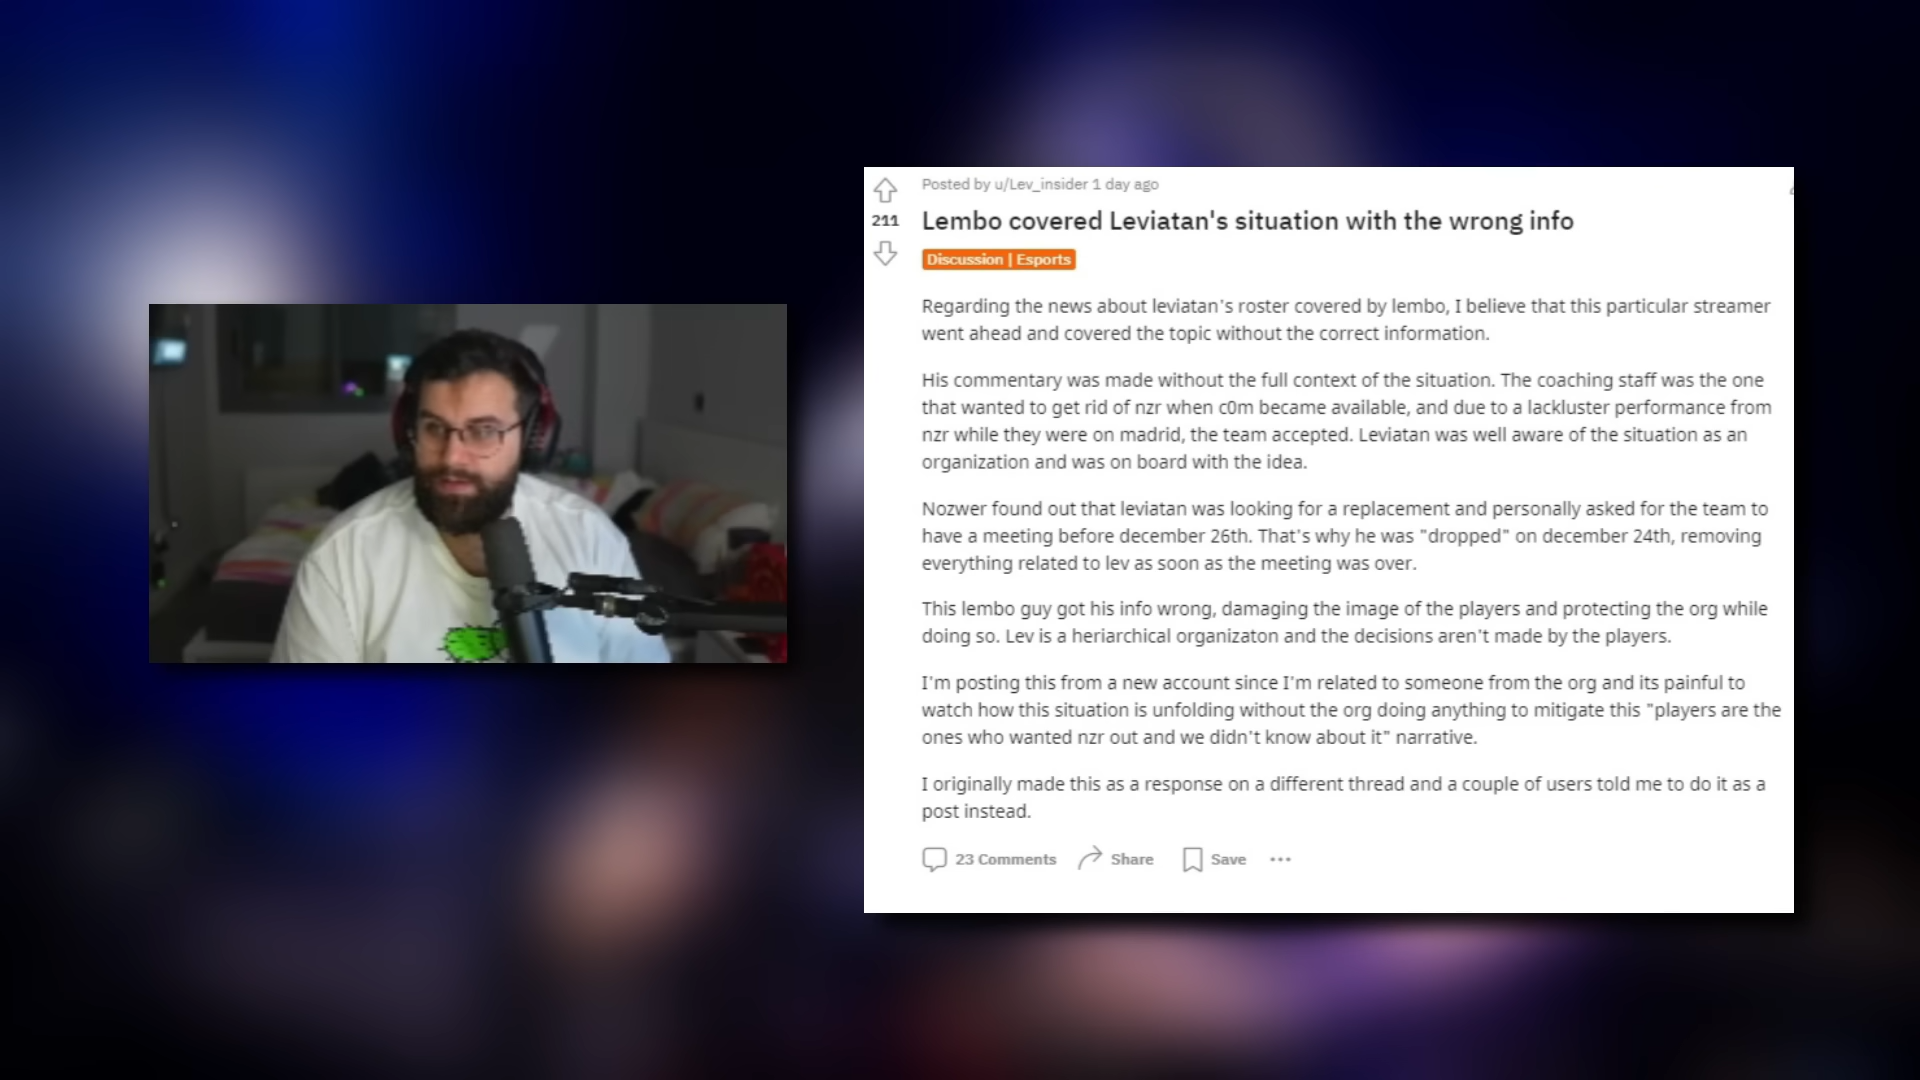 Posted by u/Lev_insider 1 day ago
211
Lembo covered Leviatan's situation with the wrong info
Discussion | Esports
Regarding the news about leviatan's roster covered by lembo, I believe that this particular streamer
went ahead and covered the topic without the correct information.
His commentary was made without the full context of the situation. The coaching staff was the one
that wanted to get rid of nzr when c0m became available, and due to a lackluster performance from
nzr while they were on madrid, the team accepted. Leviatan was well aware of the situation as an
organization and was on board with the idea.
Nozwer found out that leviatan was looking for a replacement and personally asked for the team to
have a meeting before december 26th. That's why he was "dropped" on december 24th, removing
everything related to lev as soon as the meeting was over.
This lembo guy got his info wrong, damaging the image of the players and protecting the org while
doing so. Lev is a heriarchical organizaton and the decisions aren't made by the players.
I'm posting this from a new account since I'm related to someone from the org and its painful to
watch how this situation is unfolding without the org doing anything to mitigate this "players are the
ones who wanted nzr out and we didn't know about it" narrative.
I originally made this as a response on a different thread and a couple of users told me to do it as a
post instead.
23 Comments Share Save ···